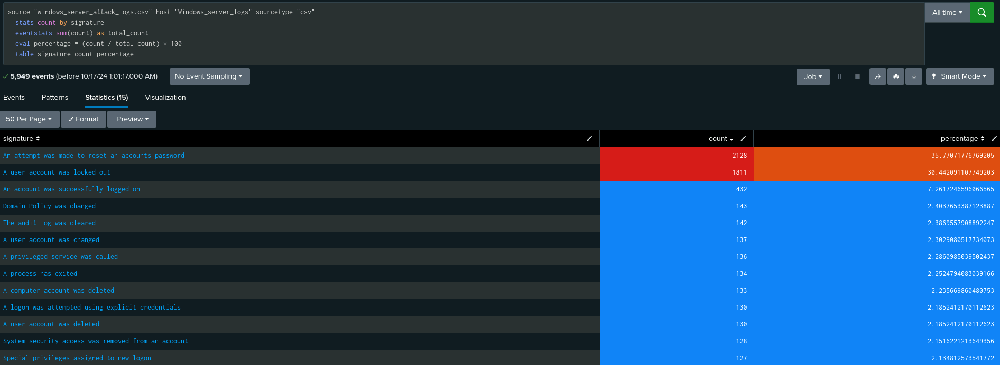 source="windows_server_attack_logs.csv" host="Windows_server_logs" sourcetype="csv"
| stats count by signature
| eventstats sum(count) as total_count
| eval percentage = (count / total_count) * 100
| table signature count percentage
All time
5,949 events (before 10/17/24 1:01:17.000 AM)
No Event Sampling
Job
Smart Mode
Events Patterns Statistics (15) Visualization
50 Per Page Format Preview
signature count percentage
An attempt was made to reset an accounts password 2128 35.77071776769205
A user account was locked out 1811 30.442091107749203
An account was successfully logged on 432 7.2617246596066565
Domain Policy was changed 143 2.4037653387123887
The audit log was cleared 142 2.3869557908892247
A user account was changed 137 2.3029080517734073
A privileged service was called 136 2.2860985039502437
A process has exited 134 2.2524794083039166
A computer account was deleted 133 2.235669860480753
A logon was attempted using explicit credentials 130 2.1852412170112623
A user account was deleted 130 2.1852412170112623
System security access was removed from an account 128 2.1516221213649356
Special privileges assigned to new logon 127 2.134812573541772